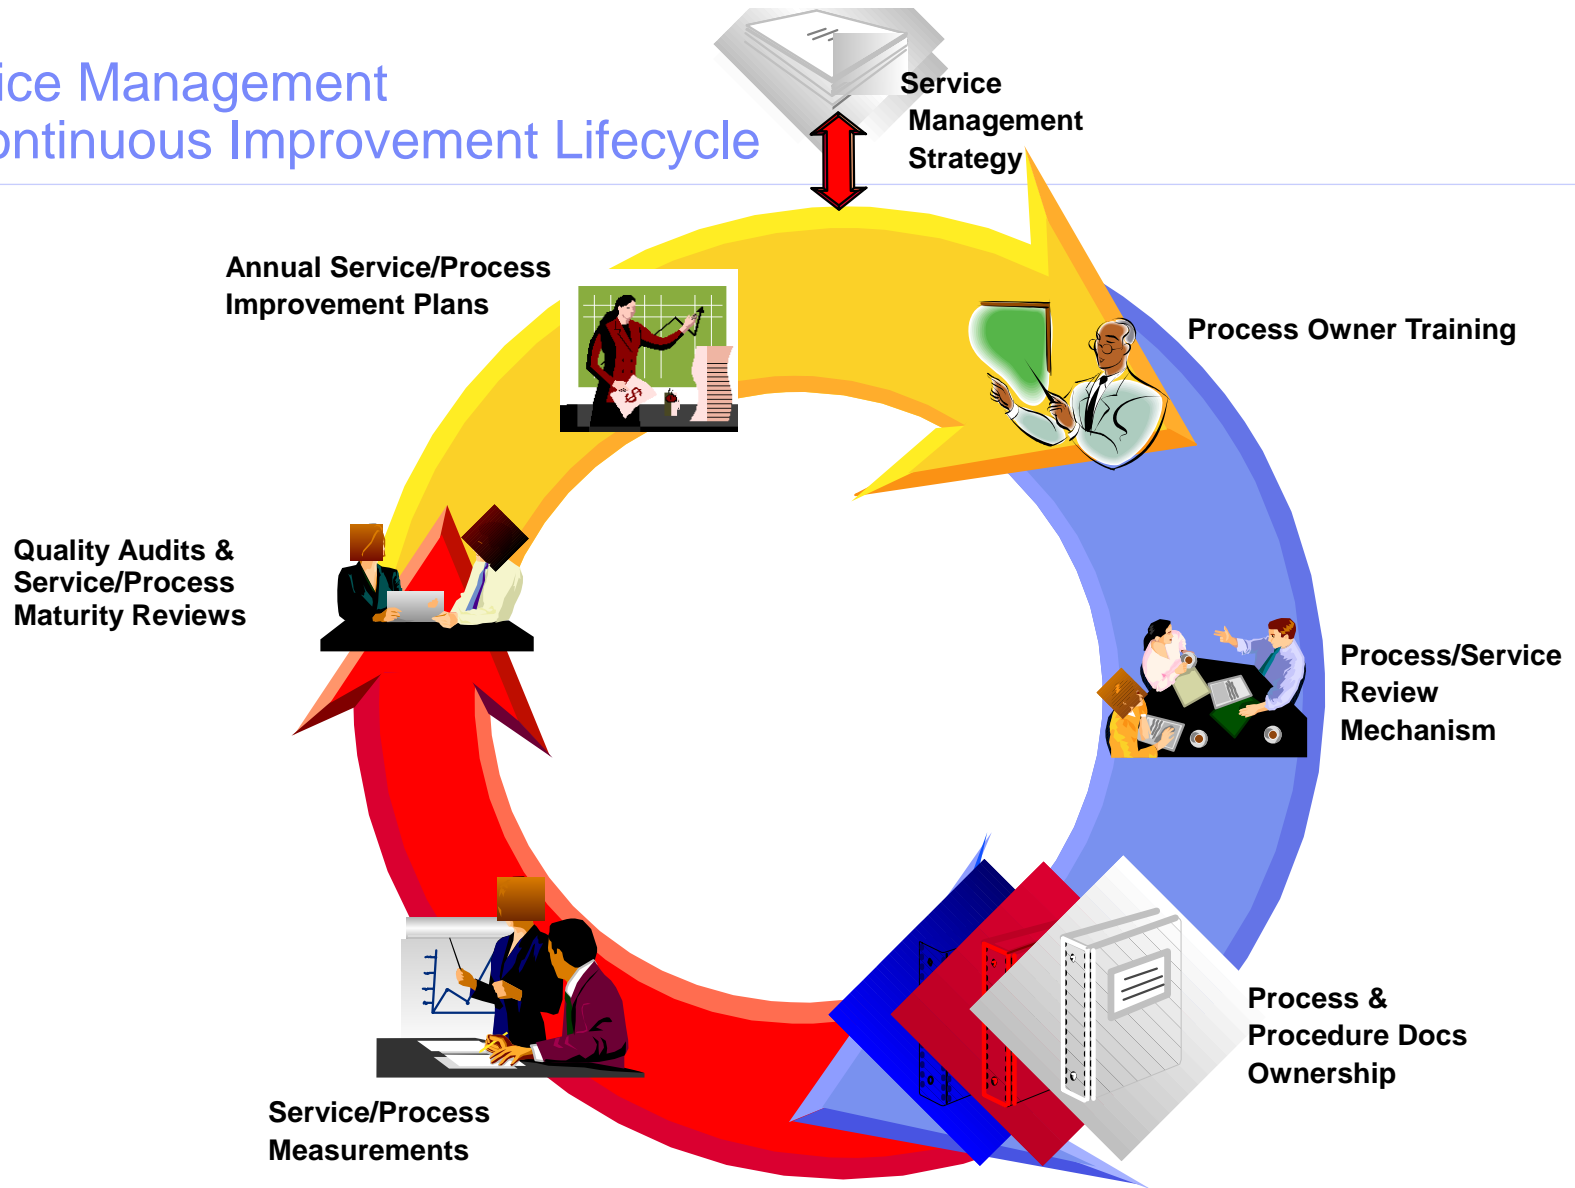 ice Management
ontinuous Improvement Lifecycle
Service
Management
Strategy
Annual Service/Process
Improvement Plans
Process Owner Training
Quality Audits &
Service/Process
Maturity Reviews
Process/Service
Review
Mechanism
Process &
Procedure Docs
Ownership
Service/Process
Measurements